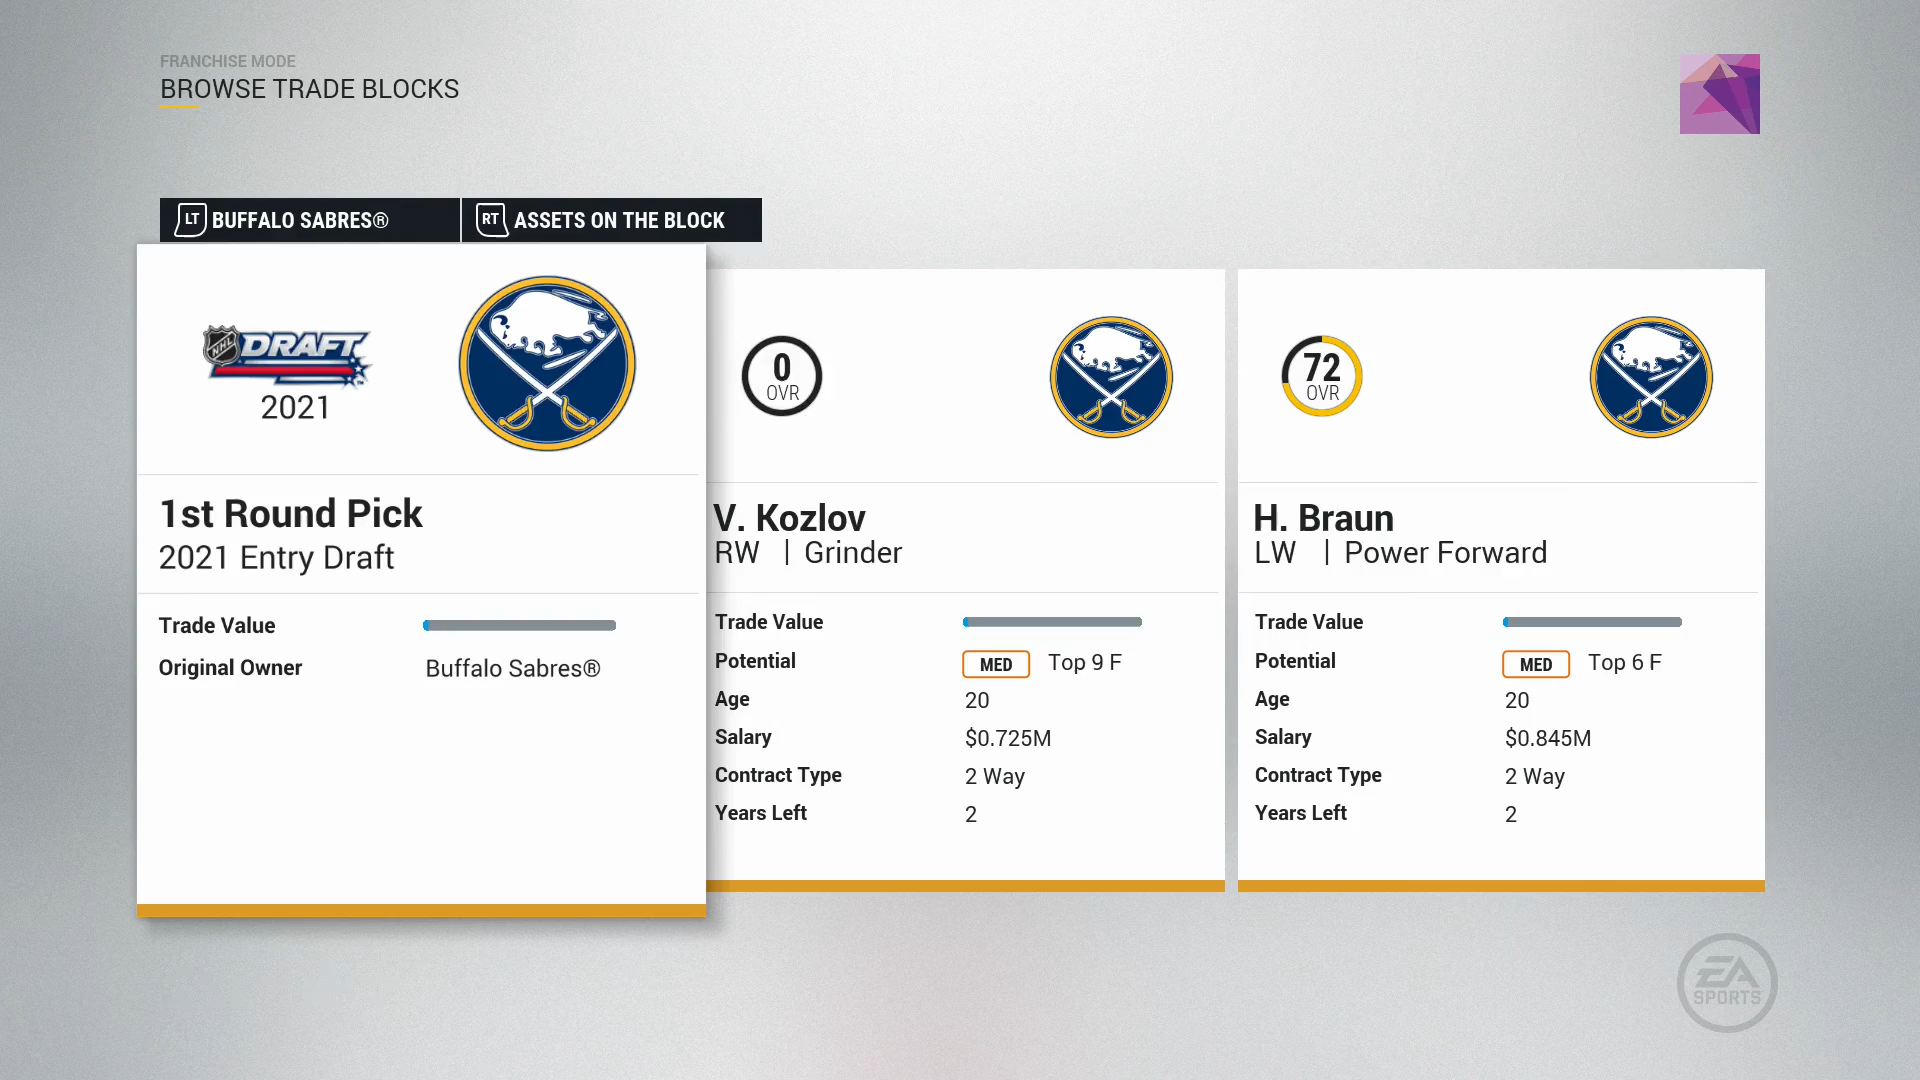 FRANCHISE MODE
BROWSE TRADE BLOCKS
LT BUFFALO SABRES®
RT ASSETS ON THE BLOCK
NHL DRAFT
2021
1st Round Pick
2021 Entry Draft
Trade Value
Original Owner Buffalo Sabres®
0
OVR
V. Kozlov
RW | Grinder
Trade Value
Potential MED Top 9 F
Age 20
Salary $0.725M
Contract Type 2 Way
Years Left 2
72
OVR
H. Braun
LW | Power Forward
Trade Value
Potential MED Top 6 F
Age 20
Salary $0.845M
Contract Type 2 Way
Years Left 2
EA
SPORTS